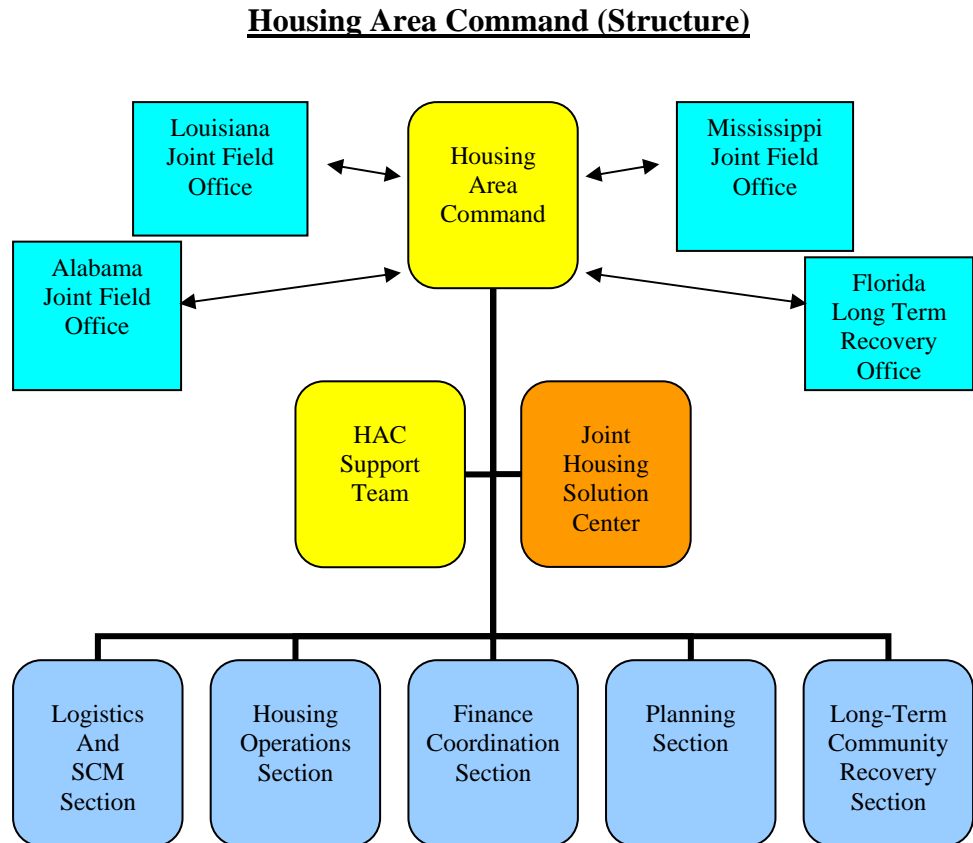 Housing Area Command (Structure)
Louisiana
Joint Field
Office
Housing
Area
Command
Mississippi
Joint Field
Office
Alabama
Joint Field
Office
Florida
Long Term
Recovery
Office
HAC
Support
Team
Joint
Housing
Solution
Center
Logistics
And
SCM
Section
Housing
Operations
Section
Finance
Coordination
Section
Planning
Section
Long-Term
Community
Recovery
Section